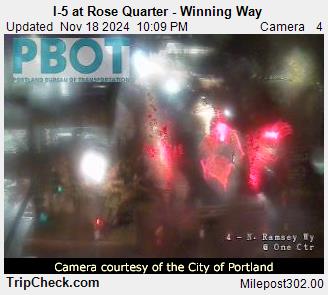 I-5 at Rose Quarter - Winning Way
Updated Nov 18 2024 10:09 PM Camera 4
PBOT
PORTLAND BUREAU OF TRANSPORTATION
4 - N. Ramsey Wy
@ One Ctr
Camera courtesy of the City of Portland
TripCheck.com Milepost302.00